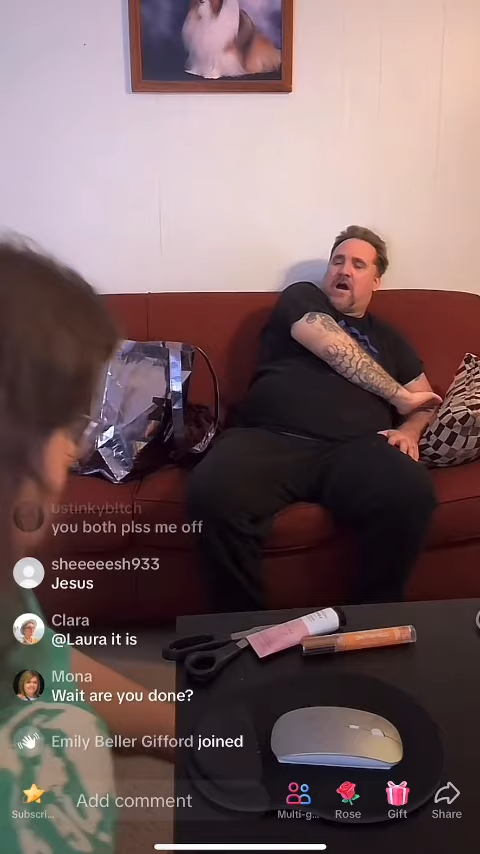 ustinkyb!tch
you both plss me off
sheeeeesh933
Jesus
Clara
@Laura it is
Mona
Wait are you done?
Emily Beller Gifford joined
Add comment
Subscri...
Multi-g...
Rose
Gift
Share